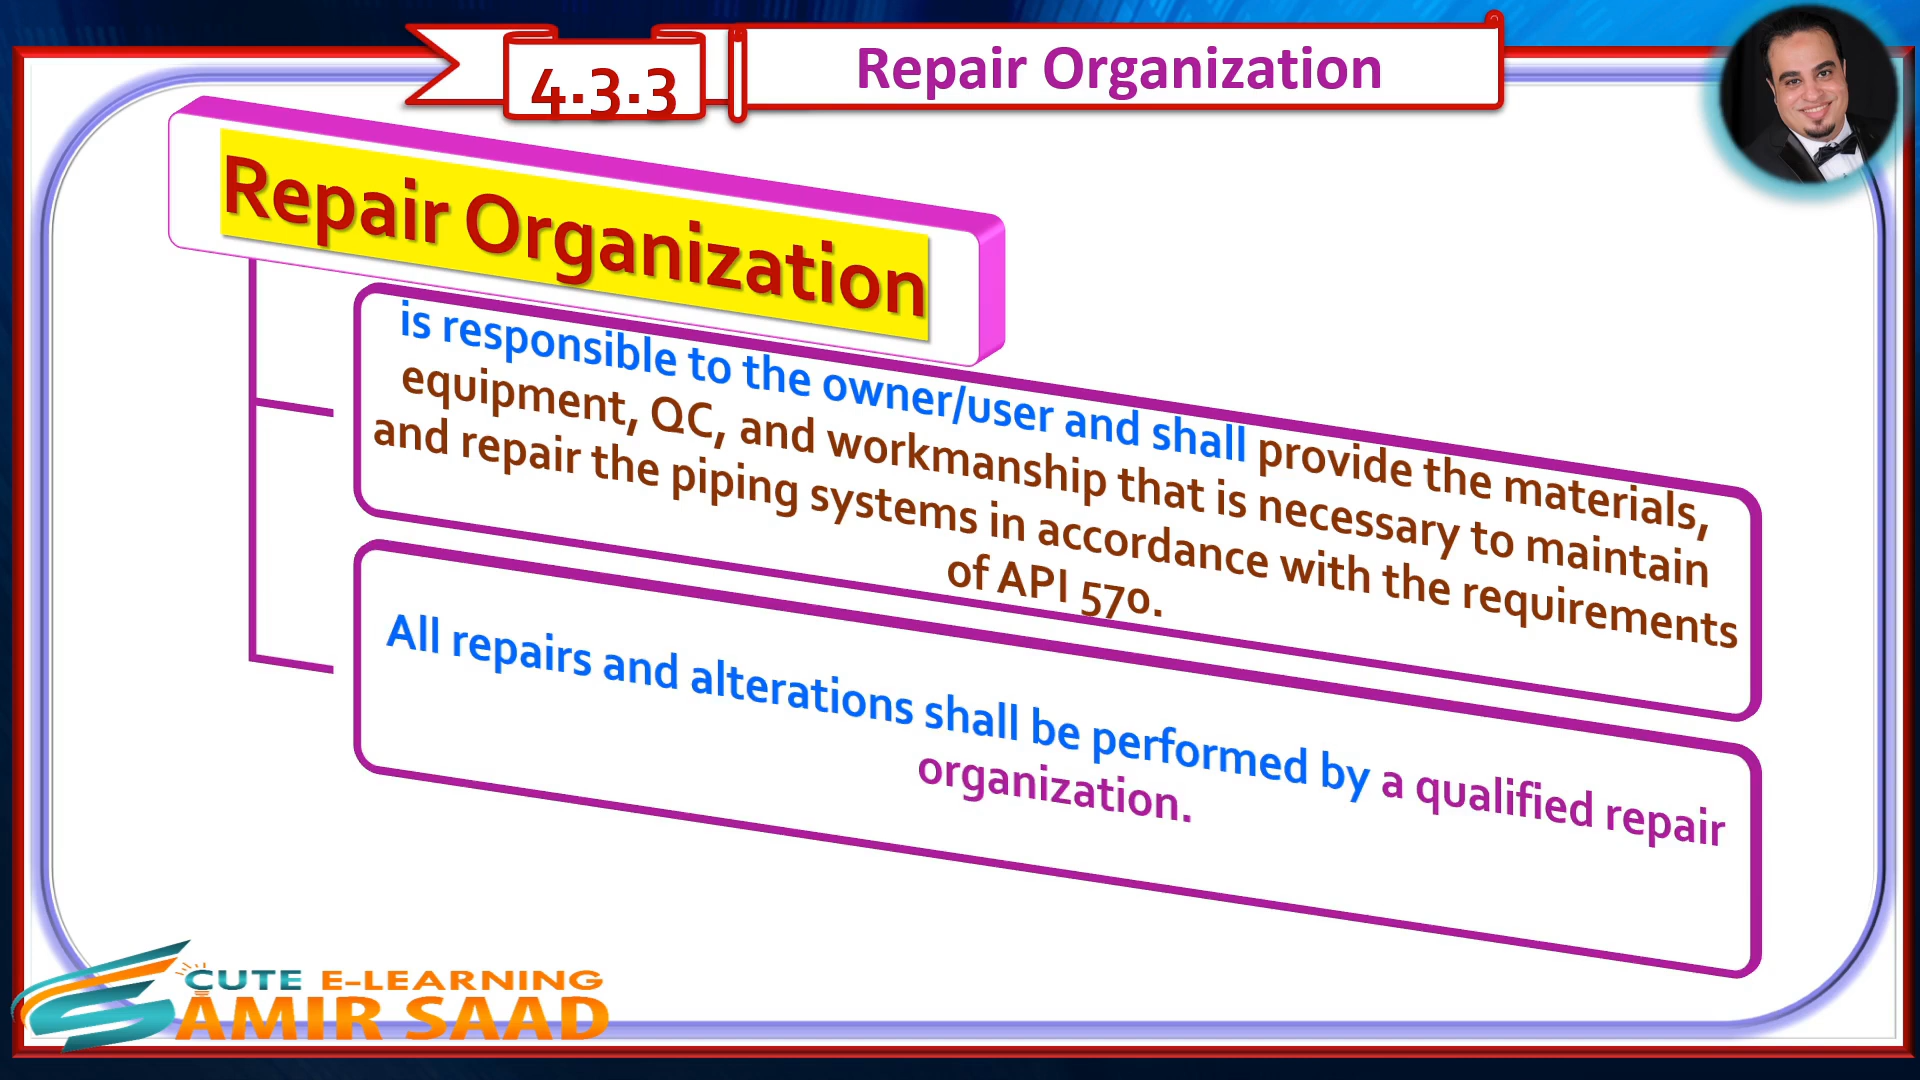 4.3.3
Repair Organization
Repair Organization
is responsible to the owner/user and shall provide the materials,
equipment, QC, and workmanship that is necessary to maintain
and repair the piping systems in accordance with the requirements
of API 570.
All repairs and alterations shall be performed by a qualified repair
organization.
CUTE E-LEARNING
AMIR SAAD